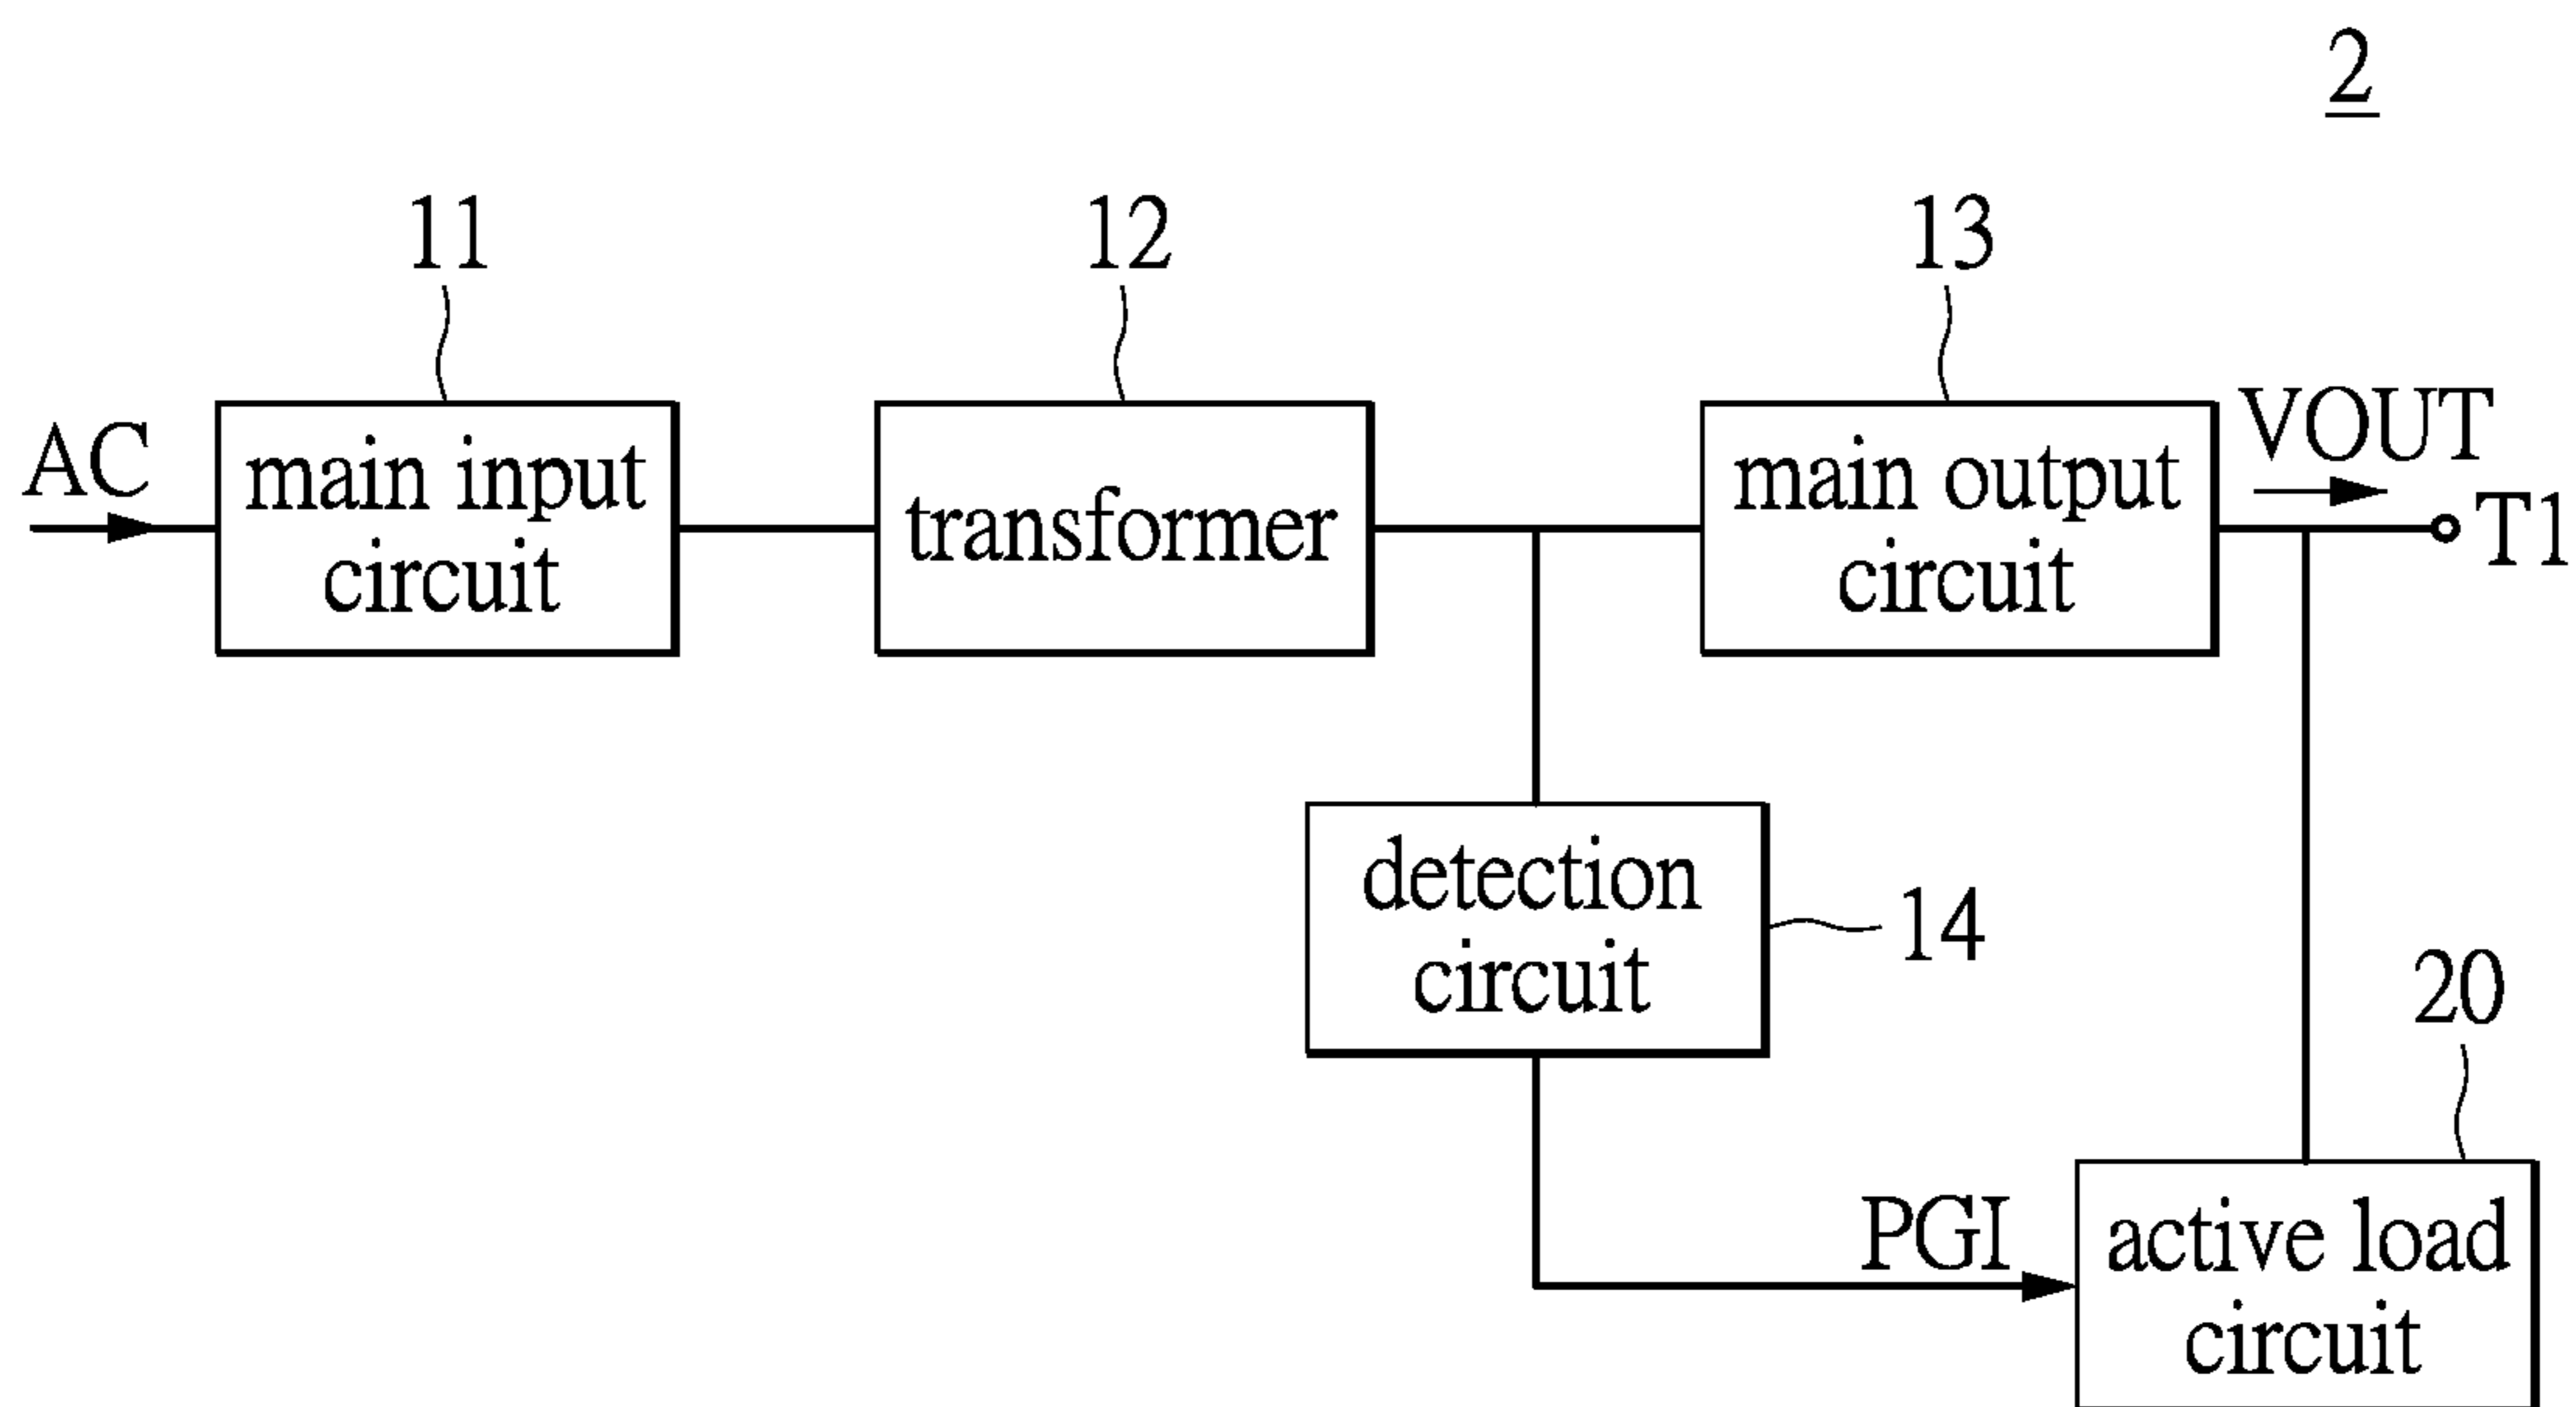 2
11
12
13
AC
main input
circuit
transformer
main output
circuit
VOUT
T1
detection
circuit
14
20
PGI
active load
circuit